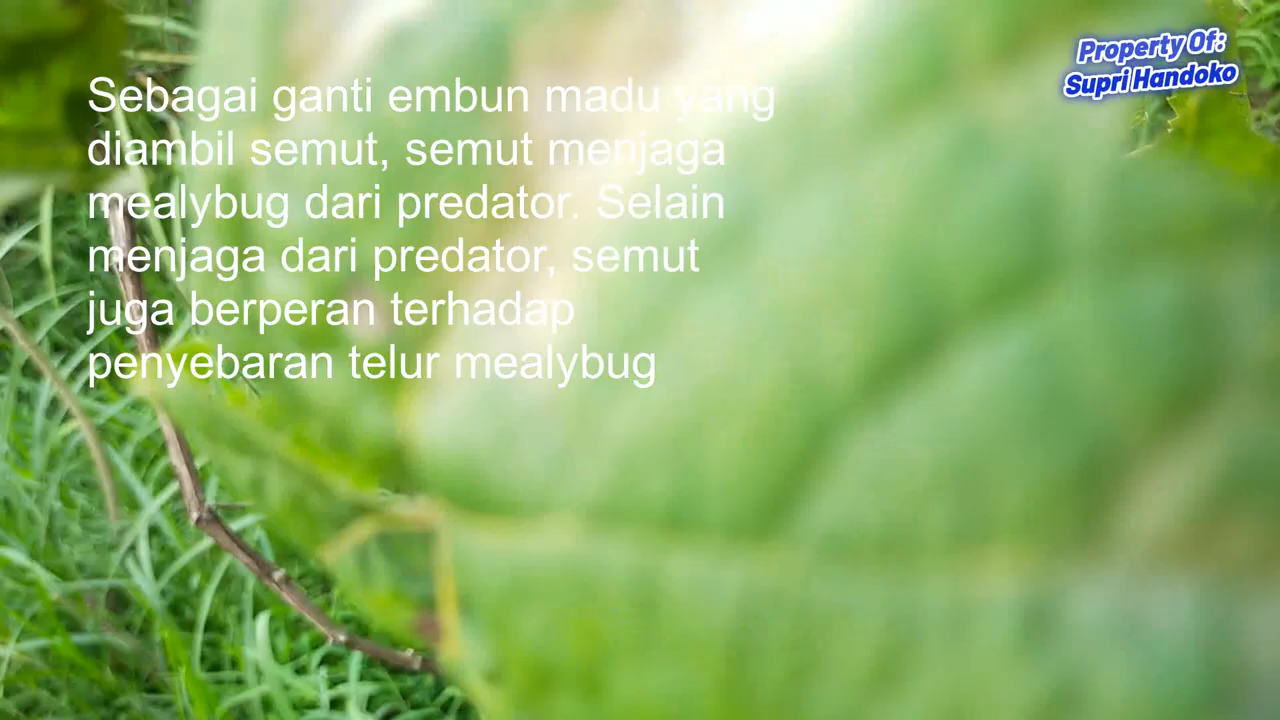 Property Of:
Supri Handoko
Sebagai ganti embun madu yang
diambil semut, semut menjaga
mealybug dari predator. Selain
menjaga dari predator, semut
juga berperan terhadap
penyebaran telur mealybug